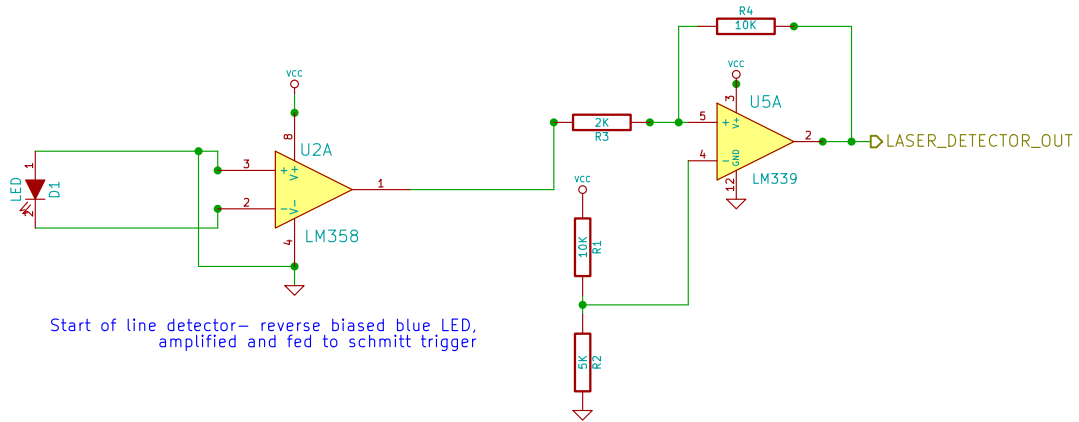 R4
10K
VCC
3
U5A
5
+
V+
2
LASER_DETECTOR_OUT
4
-
GND
12
LM339
2K
R3
VCC
8
U2A
3
+
V+
1
2
-
V-
4
LM358
LED
1
D1
2
VCC
10K
R1
5K
R2
Start of line detector- reverse biased blue LED,
amplified and fed to schmitt trigger